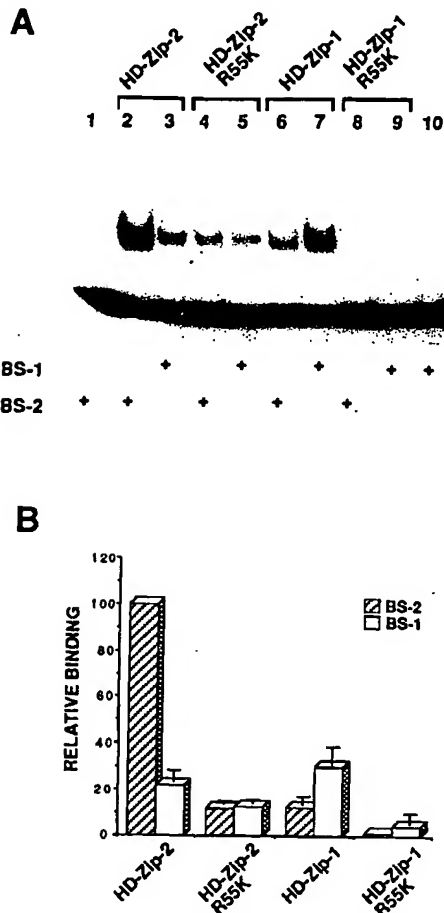 A
HD-Zip-2
HD-Zip-2
R55K
HD-Zip-1
HD-Zip-1
R55K
1 2 3 4 5 6 7 8 9 10
BS-1 + + + + +
BS-2 + + + + +
B
120
100
80
60
40
20
0
RELATIVE BINDING
BS-2
BS-1
HD-Zip-2
HD-Zip-2
R55K
HD-Zip-1
HD-Zip-1
R55K